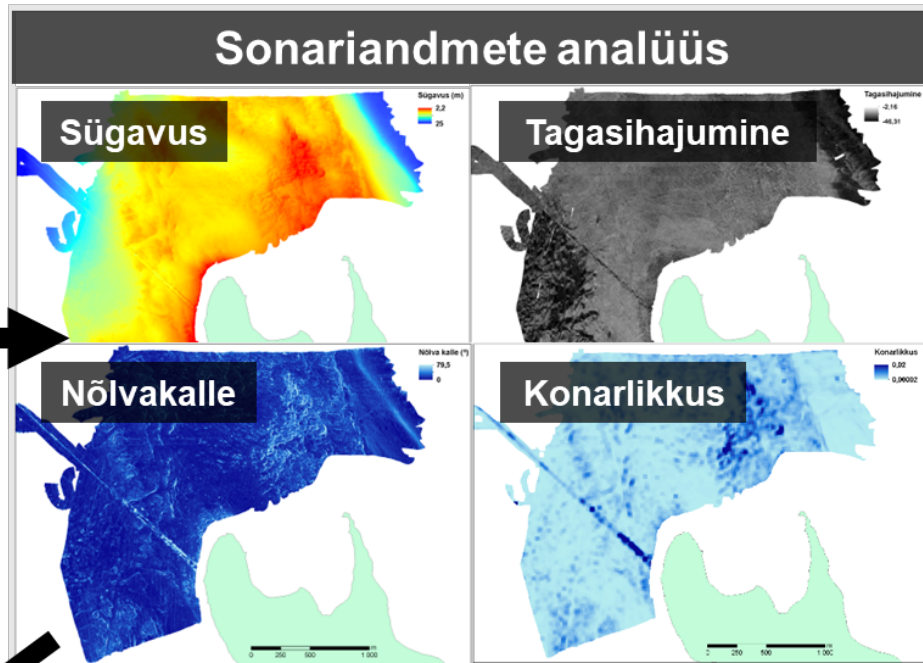 Sonariandmete analüüs
Sügavus
Sügavus (m)
2,2
25
Tagasihajumine
Tagasihajumine
-2,16
-46,31
Nõlvakalle
Nõlva kalle (°)
79,5
0
Konarlikkus
Konarlikkus
0,02
0,00002
0 250 500 1 000
m
0 250 500 1 000
m